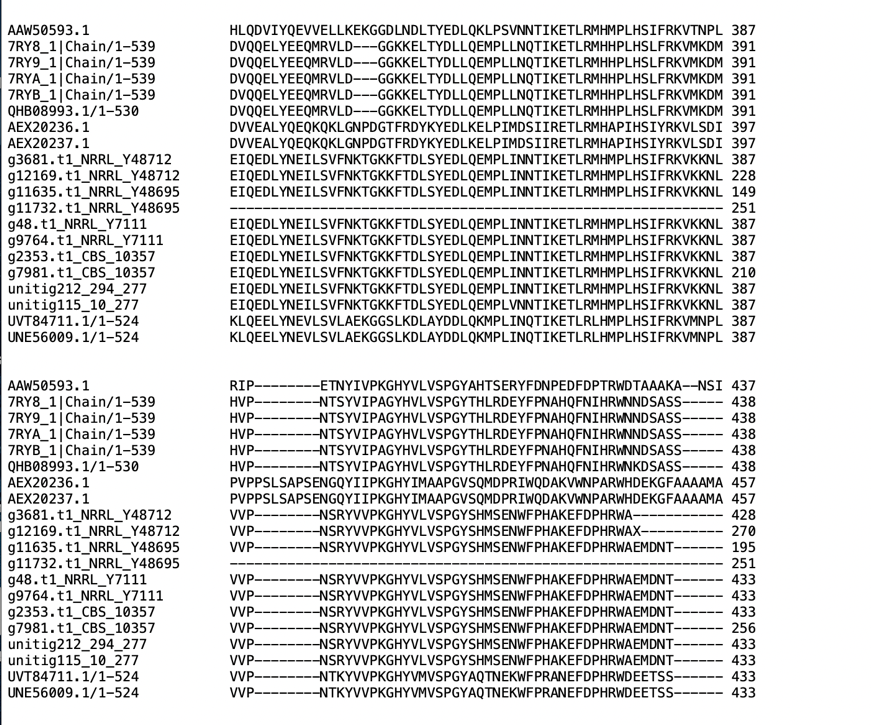 AAW50593.1 HLQDVIYQEVVELLKEKGGDLNDLTYEDLQKLPSVNNTIKETLRMHMPLHSIFRKVTNPL 387
7RY8_1|Chain/1-539 DVQQELYEEQMRVLD---GGKKELTYDLLQEMPLLNQTIKETLRMHHPLHSLFRKVMKDM 391
7RY9_1|Chain/1-539 DVQQELYEEQMRVLD---GGKKELTYDLLQEMPLLNQTIKETLRMHHPLHSLFRKVMKDM 391
7RYA_1|Chain/1-539 DVQQELYEEQMRVLD---GGKKELTYDLLQEMPLLNQTIKETLRMHHPLHSLFRKVMKDM 391
7RYB_1|Chain/1-539 DVQQELYEEQMRVLD---GGKKELTYDLLQEMPLLNQTIKETLRMHHPLHSLFRKVMKDM 391
QHB08993.1/1-530 DVQQELYEEQMRVLD---GGKKELTYDLLQEMPLLNQTIKETLRMHHPLHSLFRKVMKDM 391
AEX20236.1 DVVEALYQEQKQKLGNPDGTFRDYKYEDLKELPIMDSIIRETLRMHAPIHSIYRKVLSDI 397
AEX20237.1 DVVEALYQEQKQKLGNPDGTFRDYKYEDLKELPIMDSIIRETLRMHAPIHSIYRKVLSDI 397
g3681.t1_NRRL_Y48712 EIQEDLYNEILSVFNKTGKKFTDLSYEDLQEMPLINNTIKETLRMHMPLHSIFRKVKKNL 387
g12169.t1_NRRL_Y48712 EIQEDLYNEILSVFNKTGKKFTDLSYEDLQEMPLINNTIKETLRMHMPLHSIFRKVKKNL 228
g11635.t1_NRRL_Y48695 EIQEDLYNEILSVFNKTGKKFTDLSYEDLQEMPLINNTIKETLRMHMPLHSIFRKVKKNL 149
g11732.t1_NRRL_Y48695 ------------------------------------------------------------ 251
g48.t1_NRRL_Y7111 EIQEDLYNEILSVFNKTGKKFTDLSYEDLQEMPLINNTIKETLRMHMPLHSIFRKVKKNL 387
g9764.t1_NRRL_Y7111 EIQEDLYNEILSVFNKTGKKFTDLSYEDLQEMPLINNTIKETLRMHMPLHSIFRKVKKNL 387
g2353.t1_CBS_10357 EIQEDLYNEILSVFNKTGKKFTDLSYEDLQEMPLINNTIKETLRMHMPLHSIFRKVKKNL 387
g7981.t1_CBS_10357 EIQEDLYNEILSVFNKTGKKFTDLSYEDLQEMPLINNTIKETLRMHMPLHSIFRKVKKNL 210
unitig212_294_277 EIQEDLYNEILSVFNKTGKKFTDLSYEDLQEMPLINNTIKETLRMHMPLHSIFRKVKKNL 387
unitig115_10_277 EIQEDLYNEILSVFNKTGKKFTDLSYEDLQEMPLVNNTIKETLRMHMPLHSIFRKVKKNL 387
UVT84711.1/1-524 KLQEELYNEVLSVLAEKGGSLKDLAYDDLQKMPLINQTIKETLRLHMPLHSIFRKVMNPL 387
UNE56009.1/1-524 KLQEELYNEVLSVLAEKGGSLKDLAYDDLQKMPLINQTIKETLRLHMPLHSIFRKVMNPL 387
AAW50593.1 RIP--------ETNYIVPKGHYVLVSPGYAHTSERYFDNPEDFDPTRWDTAAAKA--NSI 437
7RY8_1|Chain/1-539 HVP--------NTSYVIPAGHYVLVSPGYTHLRDEYFPNAHQFNIHRWNNDSASS----- 438
7RY9_1|Chain/1-539 HVP--------NTSYVIPAGHYVLVSPGYTHLRDEYFPNAHQFNIHRWNNDSASS----- 438
7RYA_1|Chain/1-539 HVP--------NTSYVIPAGHYVLVSPGYTHLRDEYFPNAHQFNIHRWNNDSASS----- 438
7RYB_1|Chain/1-539 HVP--------NTSYVIPAGHYVLVSPGYTHLRDEYFPNAHQFNIHRWNNDSASS----- 438
QHB08993.1/1-530 HVP--------NTSYVIPAGHYVLVSPGYTHLRDEYFPNAHQFNIHRWNKDSASS----- 438
AEX20236.1 PVPPSLSAPSENGQYIIPKGHYIMAAPGVSQMDPRIWQDAKVWNPARWHDEKGFAAAAMA 457
AEX20237.1 PVPPSLSAPSENGQYIIPKGHYIMAAPGVSQMDPRIWQDAKVWNPARWHDEKGFAAAAMA 457
g3681.t1_NRRL_Y48712 VVP--------NSRYVVPKGHYVLVSPGYSHMSENWFPHAKEFDPHRWA----------- 428
g12169.t1_NRRL_Y48712 VVP--------NSRYVVPKGHYVLVSPGYSHMSENWFPHAKEFDPHRWAX---------- 270
g11635.t1_NRRL_Y48695 VVP--------NSRYVVPKGHYVLVSPGYSHMSENWFPHAKEFDPHRWAEMDNT------ 195
g11732.t1_NRRL_Y48695 ------------------------------------------------------------ 251
g48.t1_NRRL_Y7111 VVP--------NSRYVVPKGHYVLVSPGYSHMSENWFPHAKEFDPHRWAEMDNT------ 433
g9764.t1_NRRL_Y7111 VVP--------NSRYVVPKGHYVLVSPGYSHMSENWFPHAKEFDPHRWAEMDNT------ 433
g2353.t1_CBS_10357 VVP--------NSRYVVPKGHYVLVSPGYSHMSENWFPHAKEFDPHRWAEMDNT------ 433
g7981.t1_CBS_10357 VVP--------NSRYVVPKGHYVLVSPGYSHMSENWFPHAKEFDPHRWAEMDNT------ 256
unitig212_294_277 VVP--------NSRYVVPKGHYVLVSPGYSHMSENWFPHAKEFDPHRWAEMDNT------ 433
unitig115_10_277 VVP--------NSRYVVPKGHYVLVSPGYSHMSENWFPHAKEFDPHRWAEMDNT------ 433
UVT84711.1/1-524 VVP--------NTKYVVPKGHYVMVSPGYAQTNEKWFPRANEFDPHRWDEETSS------ 433
UNE56009.1/1-524 VVP--------NTKYVVPKGHYVMVSPGYAQTNEKWFPRANEFDPHRWDEETSS------ 433